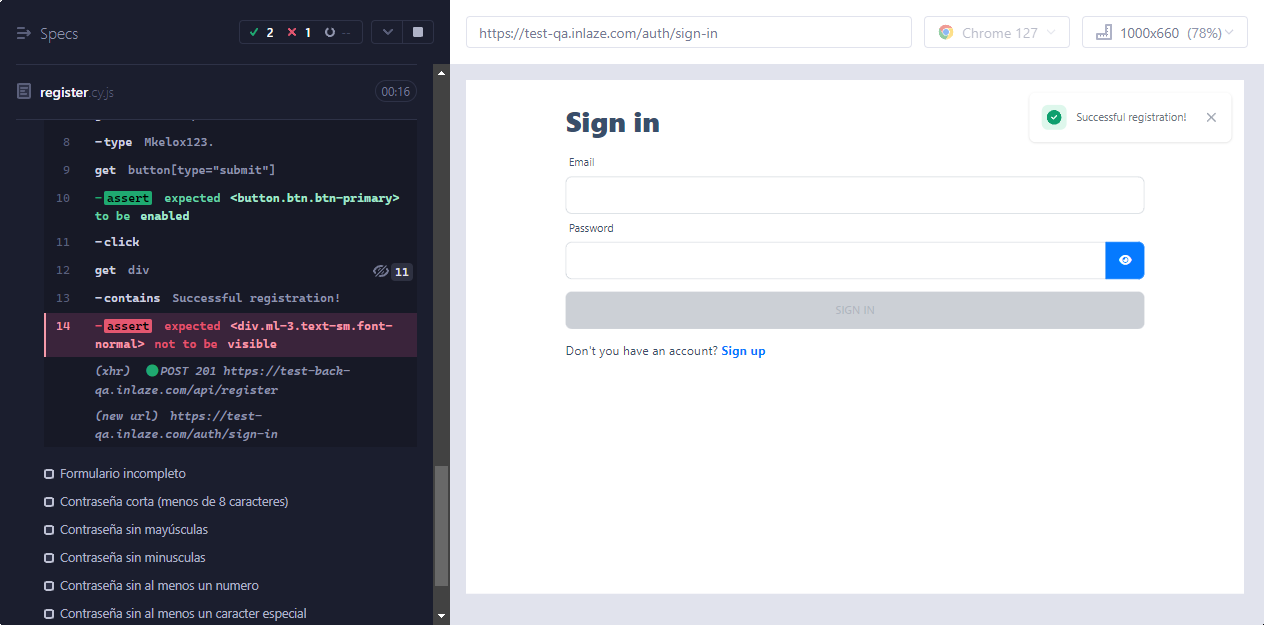 Specs
2
1
--
register.cy.js
00:16
8 -type Mkelox123.
9 get button[type="submit"]
10 -assert expected <button.btn.btn-primary>
to be enabled
11 -click
12 get div
11
13 -contains Successful registration!
14 -assert expected <div.ml-3.text-sm.font-
normal> not to be visible
(xhr) POST 201 https://test-back-
qa.inlaze.com/api/register
(new url) https://test-
qa.inlaze.com/auth/sign-in
Formulario incompleto
Contraseña corta (menos de 8 caracteres)
Contraseña sin mayúsculas
Contraseña sin minusculas
Contraseña sin al menos un numero
Contraseña sin al menos un caracter especial
https://test-qa.inlaze.com/auth/sign-in
Chrome 127
1000x660 (78%)
Successful registration!
Sign in
Email
Password
SIGN IN
Don't you have an account? Sign up